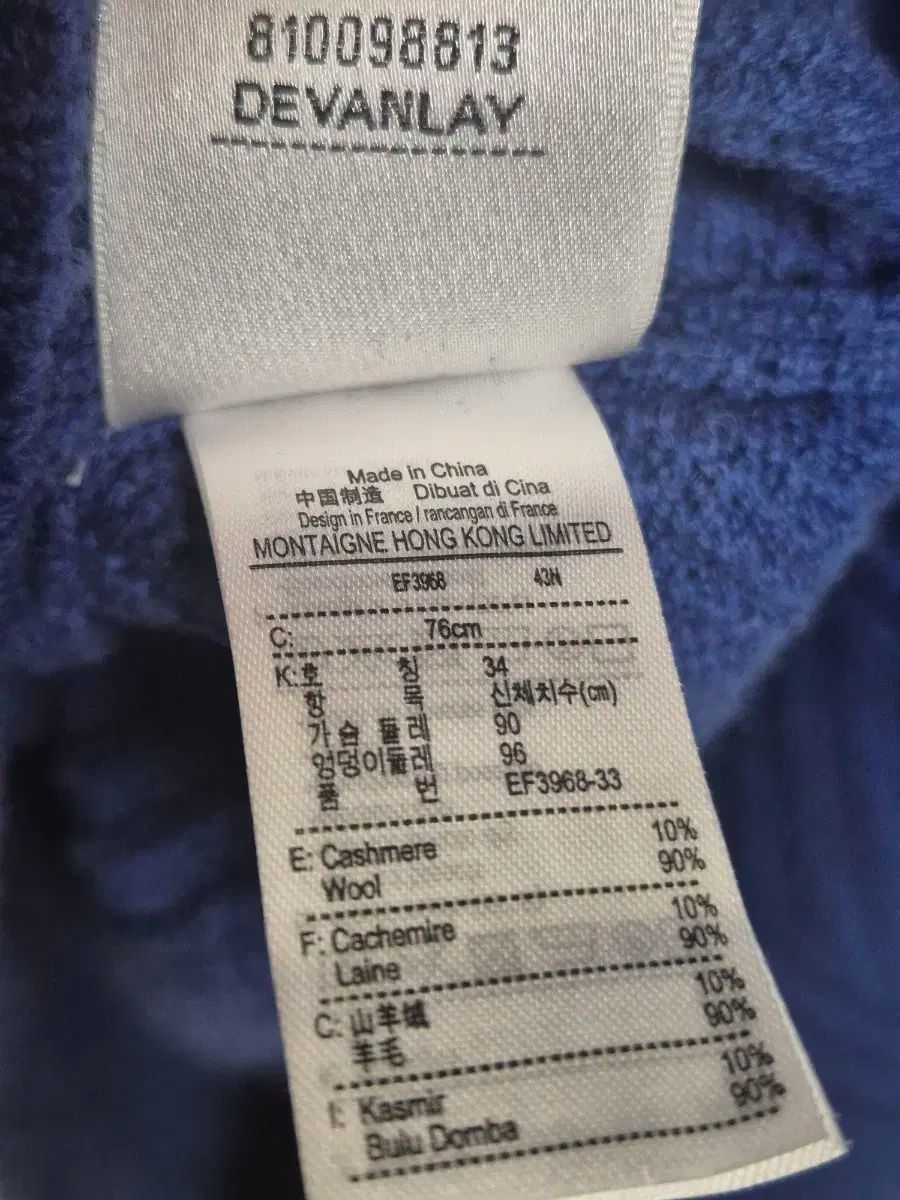 810098813
DEVANLAY
Made in China
中国制造 Dibuat di Cina
Design in France / rancangan di France
MONTAIGNE HONG KONG LIMITED
EF3968 43N
C: 76cm
K: 호 칭 34
항 목 신체치수(cm)
가 슴 둘 레 90
엉덩이둘레 96
품 번 EF3968-33
E: Cashmere 10%
Wool 90%
F: Cachemire 10%
Laine 90%
C: 山羊绒 10%
羊毛 90%
I: Kasmir 10%
Bulu Domba 90%